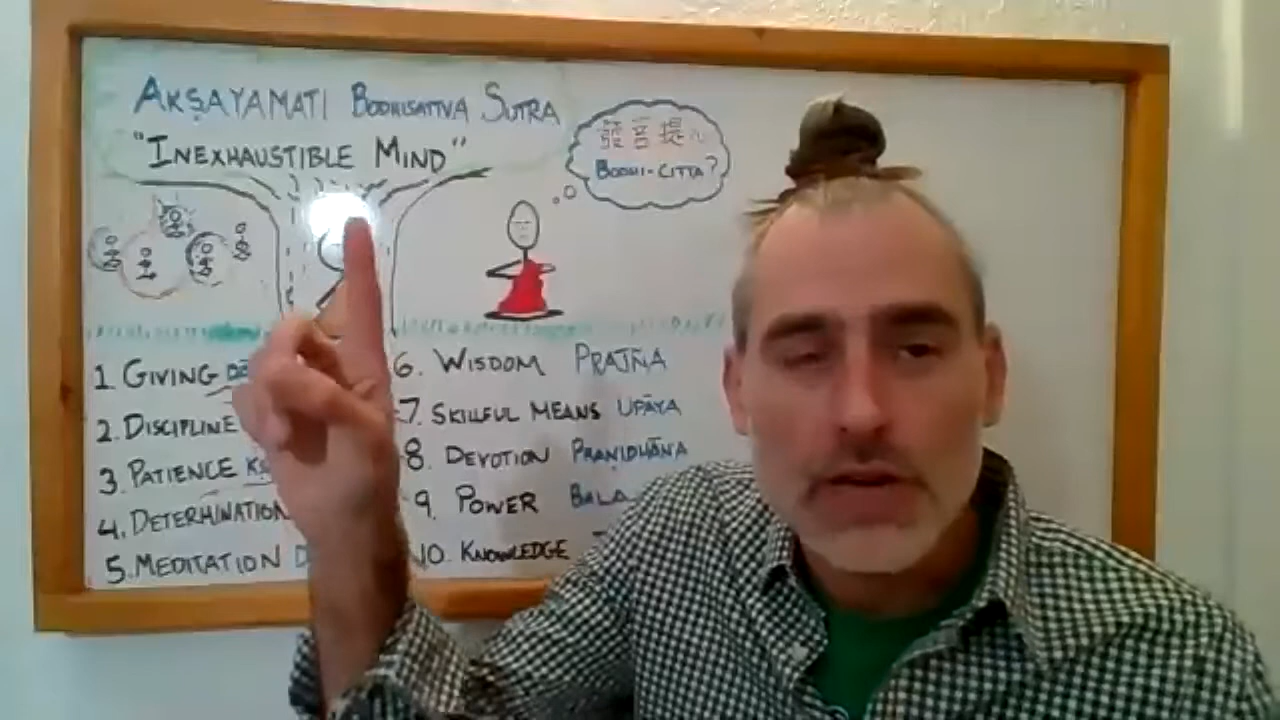 AKṢAYAMATI BODHISATTVA SUTRA
"INEXHAUSTIBLE MIND"
發菩提心
BODHI-CITTA?
1 GIVING
2. DISCIPLINE
3. PATIENCE
4. DETERMINATION
5. MEDITATION
6. WISDOM PRAJÑA
7. SKILLFUL MEANS UPĀYA
8. DEVOTION PRAṆIDHĀNA
9. POWER BALA
10. KNOWLEDGE